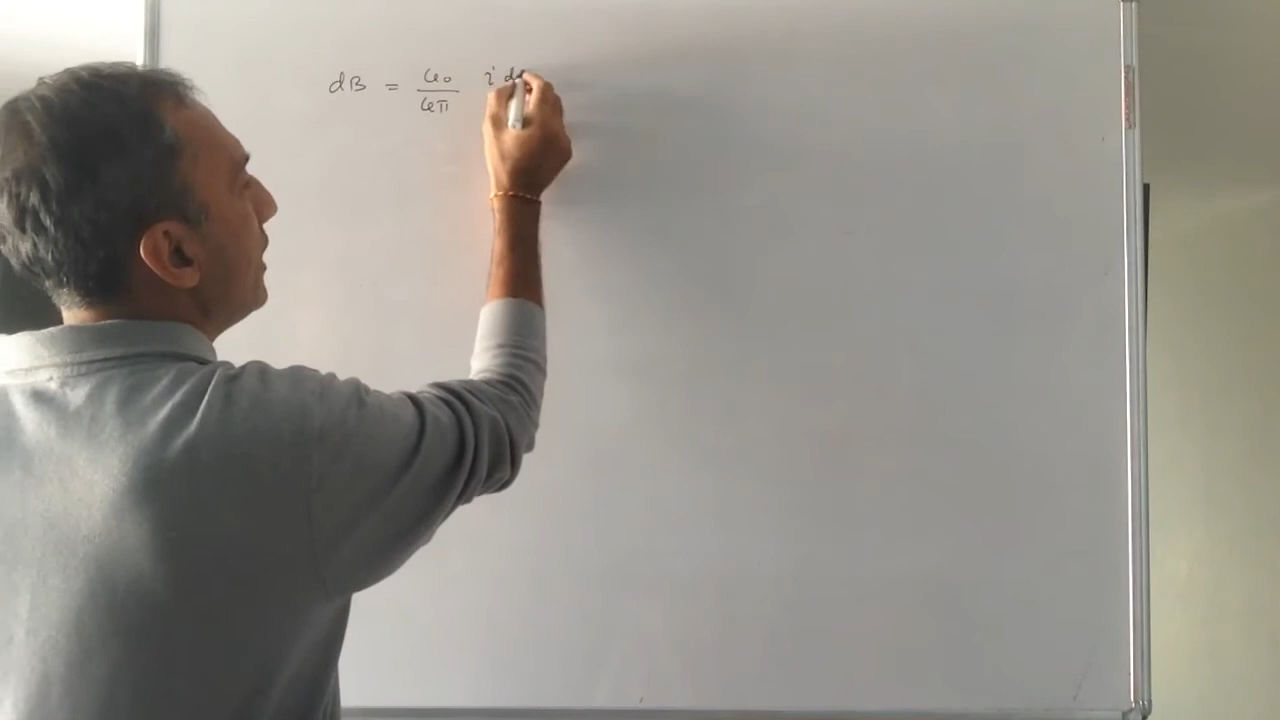 dB = μ₀/4π i d